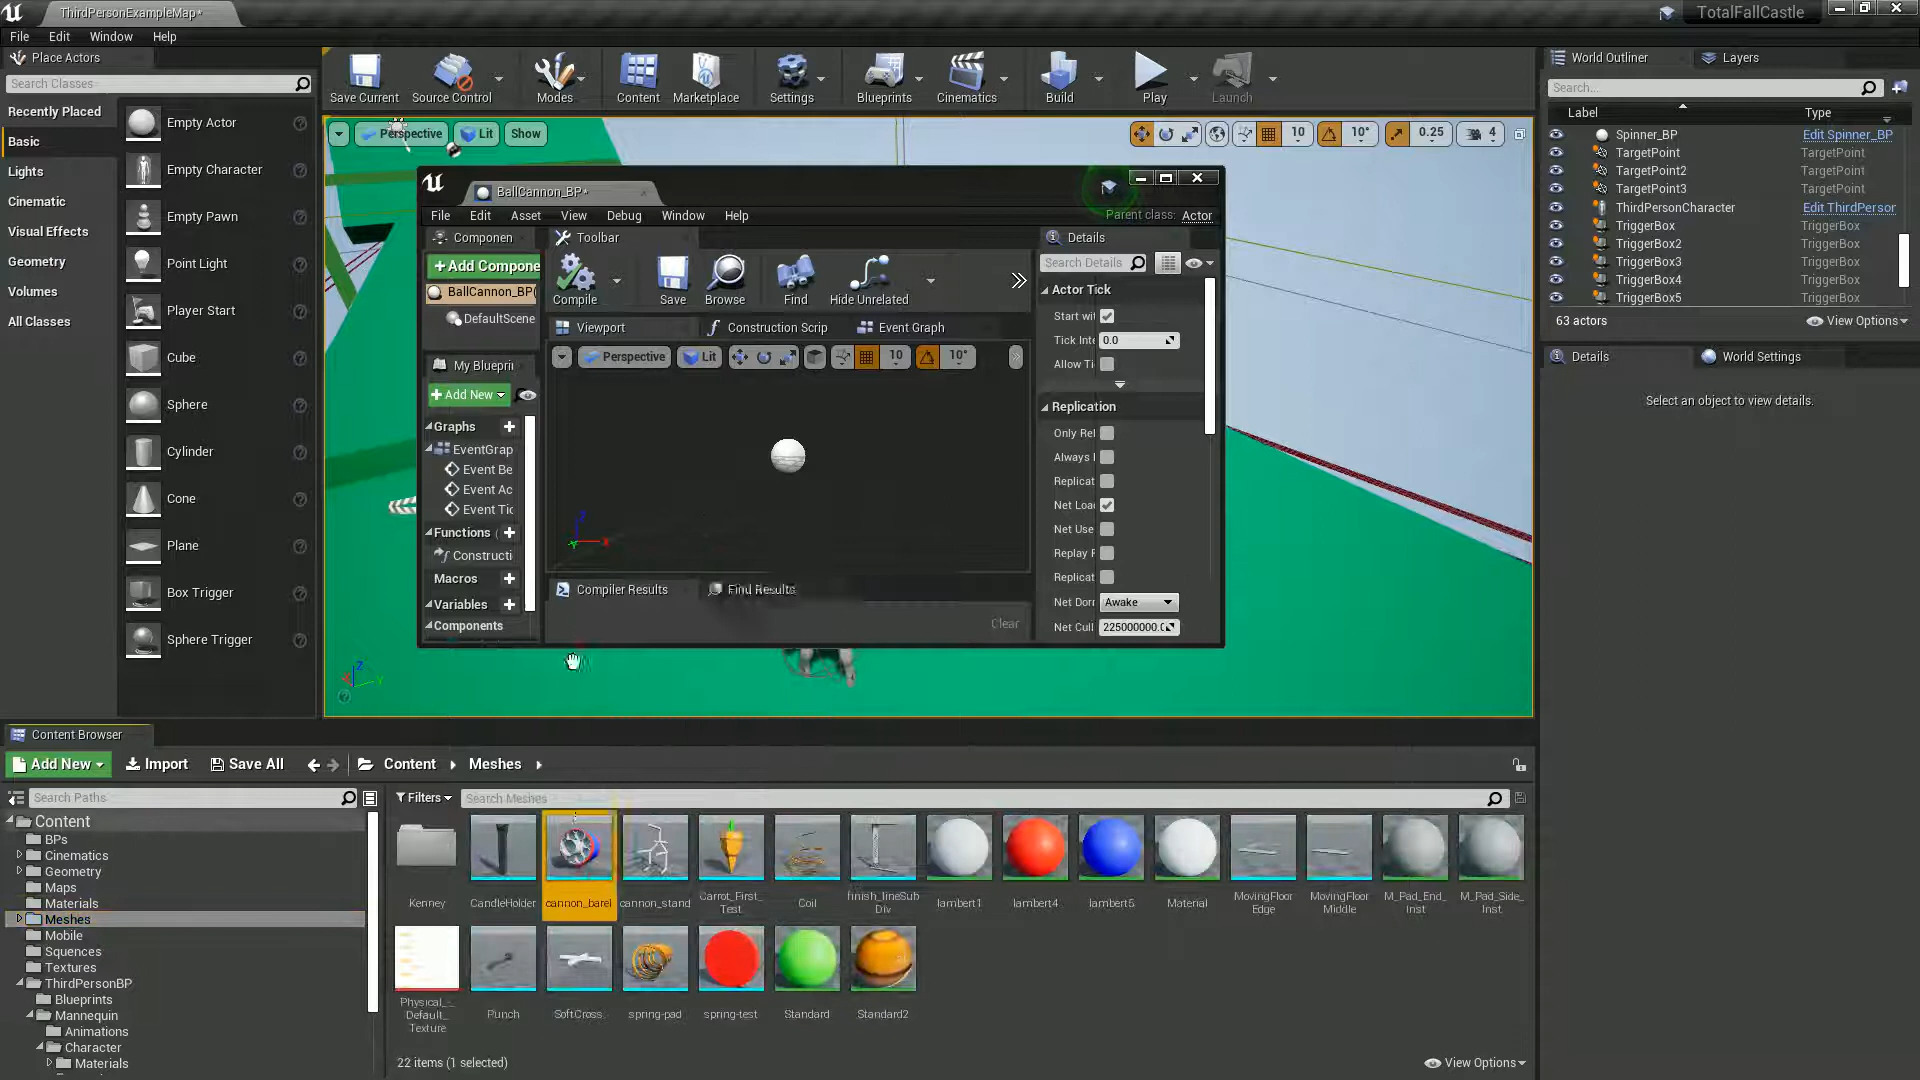 ThirdPersonExampleMap*
TotalFallCastle
File Edit Window Help
Place Actors
Search Classes
Recently Placed
Basic
Lights
Cinematic
Visual Effects
Geometry
Volumes
All Classes
Empty Actor
Empty Character
Empty Pawn
Point Light
Player Start
Cube
Sphere
Cylinder
Cone
Plane
Box Trigger
Sphere Trigger
Save Current
Source Control
Modes
Content
Marketplace
Settings
Blueprints
Cinematics
Build
Play
Launch
Perspective
Lit
Show
10
10°
0.25
4
BallCannon_BP*
File Edit Asset View Debug Window Help
Parent class: Actor
Componen
Add Compone
BallCannon_BP(
DefaultScene
My Bluepri
Add New
Graphs
EventGrap
Event Be
Event Ac
Event Tic
Functions (
Constructi
Macros
Variables
Components
Toolbar
Compile
Save
Browse
Find
Hide Unrelated
Viewport
Construction Scrip
Event Graph
Perspective
Lit
10
10°
Compiler Results
Find Results
Clear
Details
Search Details
Actor Tick
Start wit
Tick Inte 0.0
Allow Ti
Replication
Only Rel
Always
Replicat
Net Loa
Net Use
Replay F
Replicat
Net Dorr Awake
Net Cull 225000000.0
World Outliner
Layers
Search...
Label Type
Spinner_BP Edit Spinner_BP
TargetPoint TargetPoint
TargetPoint2 TargetPoint
TargetPoint3 TargetPoint
ThirdPersonCharacter Edit ThirdPerson
TriggerBox TriggerBox
TriggerBox2 TriggerBox
TriggerBox3 TriggerBox
TriggerBox4 TriggerBox
TriggerBox5 TriggerBox
63 actors
View Options
Details
World Settings
Select an object to view details.
Content Browser
Add New
Import
Save All
Content
Meshes
Search Paths
Content
BPs
Cinematics
Geometry
Maps
Materials
Meshes
Mobile
Squences
Textures
ThirdPersonBP
Blueprints
Mannequin
Animations
Character
Materials
Filters
Search Meshes
Kenney
CandleHolder
cannon_barel
cannon_stand
Carrot_First_
Test
Coil
finish_lineSub
Div
lambert1
lambert4
lambert5
Material
MovingFloor
Edge
MovingFloor
Middle
M_Pad_End_
Inst
M_Pad_Side_
Inst
Physical_-_
Default_
Texture
Punch
SoftCross
spring-pad
spring-test
Standard
Standard2
22 items (1 selected)
View Options